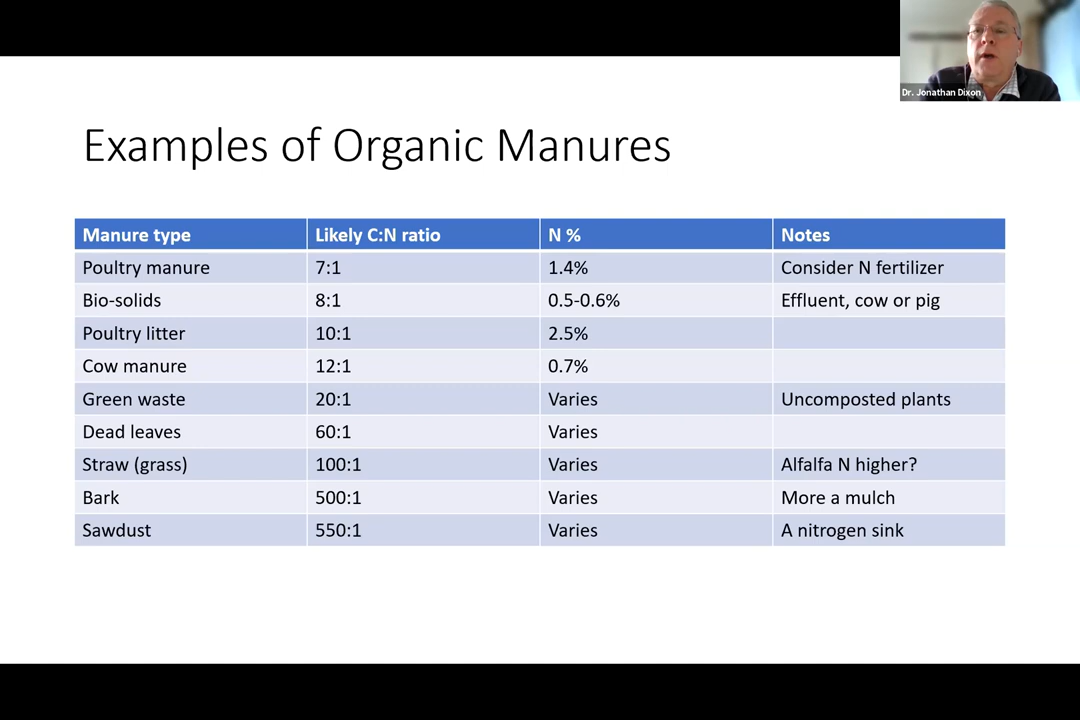 Dr. Jonathan Dixon
Examples of Organic Manures
Manure type Likely C:N ratio N % Notes
Poultry manure 7:1 1.4% Consider N fertilizer
Bio-solids 8:1 0.5-0.6% Effluent, cow or pig
Poultry litter 10:1 2.5%
Cow manure 12:1 0.7%
Green waste 20:1 Varies Uncomposted plants
Dead leaves 60:1 Varies
Straw (grass) 100:1 Varies Alfalfa N higher?
Bark 500:1 Varies More a mulch
Sawdust 550:1 Varies A nitrogen sink